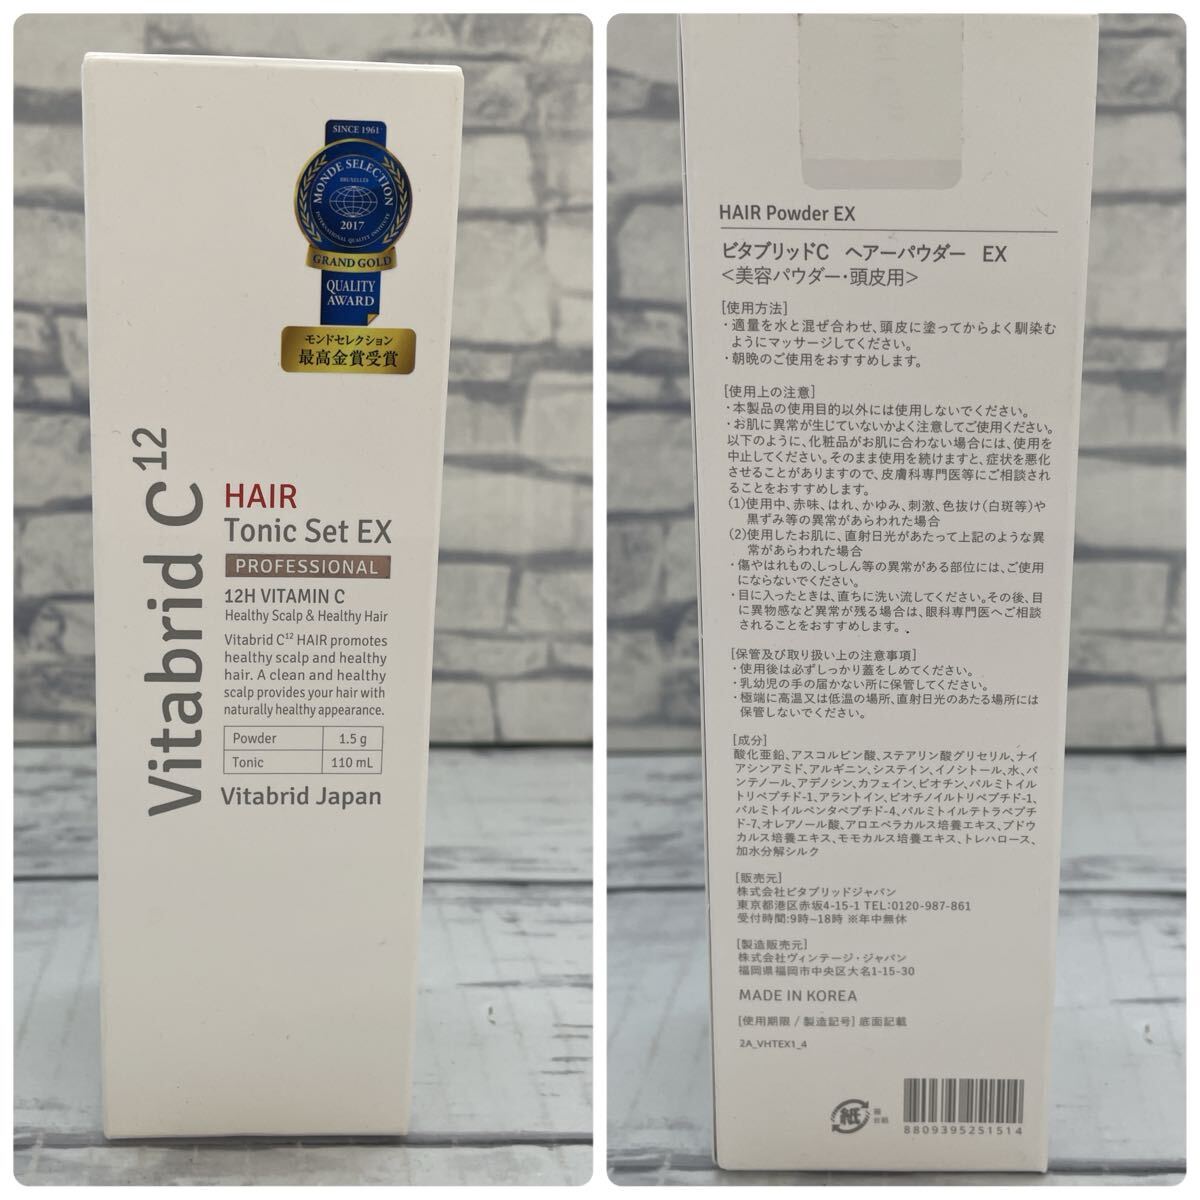 SINCE 1961
MONDE SELECTION
BRUXELLES
INTERNATIONAL QUALITY INSTITUTE
2017
GRAND GOLD
QUALITY
AWARD
モンドセレクション
最高金賞受賞
Vitabrid C12
HAIR
Tonic Set EX
PROFESSIONAL
12H VITAMIN C
Healthy Scalp & Healthy Hair
Vitabrid C12 HAIR promotes
healthy scalp and healthy
hair. A clean and healthy
scalp provides your hair with
naturally healthy appearance.
Powder 1.5 g
Tonic 110 mL
Vitabrid Japan
HAIR Powder EX
ビタブリッドC ヘアーパウダー EX
<美容パウダー・頭皮用>
[使用方法]
・適量を水と混ぜ合わせ、頭皮に塗ってからよく馴染む
ようにマッサージしてください。
・朝晩のご使用をおすすめします。
[使用上の注意]
・本製品の使用目的以外には使用しないでください。
・お肌に異常が生じていないかよく注意してご使用ください。
以下のように、化粧品がお肌に合わない場合には、使用を
中止してください。そのまま使用を続けますと、症状を悪化
させることがありますので、皮膚科専門医等にご相談され
ることをおすすめします。
(1)使用中、赤味、はれ、かゆみ、刺激、色抜け(白斑等)や
黒ずみ等の異常があらわれた場合
(2)使用したお肌に、直射日光があたって上記のような異
常があらわれた場合
・傷やはれもの、しっしん等の異常がある部位には、ご使用
にならないでください。
・目に入ったときは、直ちに洗い流してください。その後、目
に異物感など異常が残る場合は、眼科専門医へご相談
されることをおすすめします。
[保管及び取り扱い上の注意事項]
・使用後は必ずしっかり蓋をしめてください。
・乳幼児の手の届かない所に保管してください。
・極端に高温又は低温の場所、直射日光のあたる場所には
保管しないでください。
[成分]
酸化亜鉛、アスコルビン酸、ステアリン酸グリセリル、ナイ
アシンアミド、アルギニン、システイン、イノシトール、水、パン
テノール、アデノシン、カフェイン、ビオチン、パルミトイル
トリペプチド-1、アラントイン、ビオチノイルトリペプチド-1、
パルミトイルペンタペプチド-4、パルミトイルテトラペプチ
ド-7、オレアノール酸、アロエベラカルス培養エキス、ブドウ
カルス培養エキス、モモカルス培養エキス、トレハロース、
加水分解シルク
[販売元]
株式会社ビタブリッドジャパン
東京都港区赤坂4-15-1 TEL:0120-987-861
受付時間:9時~18時 ※年中無休
[製造販売元]
株式会社ヴィンテージ・ジャパン
福岡県福岡市中央区大名1-15-30
MADE IN KOREA
[使用期限/製造記号]底面記載
2A_VHTEX1_4
紙
箱
台紙
8809395251514